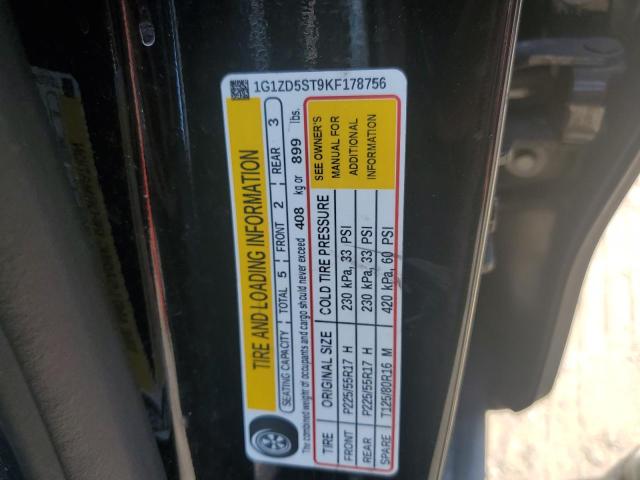 1G1ZD5ST9KF178756
TIRE AND LOADING INFORMATION
SEATING CAPACITY TOTAL 5 FRONT 2 REAR 3
The combined weight of occupants and cargo should never exceed 408 kg or 899 lbs.
TIRE ORIGINAL SIZE COLD TIRE PRESSURE SEE OWNER'S
FRONT P225/55R17 H 230 kPa, 33 PSI MANUAL FOR
REAR P225/55R17 H 230 kPa, 33 PSI ADDITIONAL
SPARE T125/80R16 M 420 kPa, 60 PSI INFORMATION